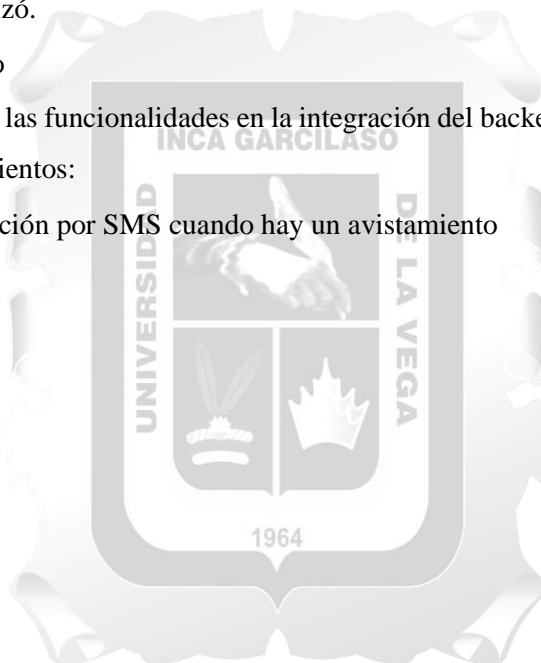 izó.
o
las funcionalidades en la integración del backe
ientos:
ción por SMS cuando hay un avistamiento
INCA GARCILASO
UNIVERSIDAD
DE LA VEGA
1964